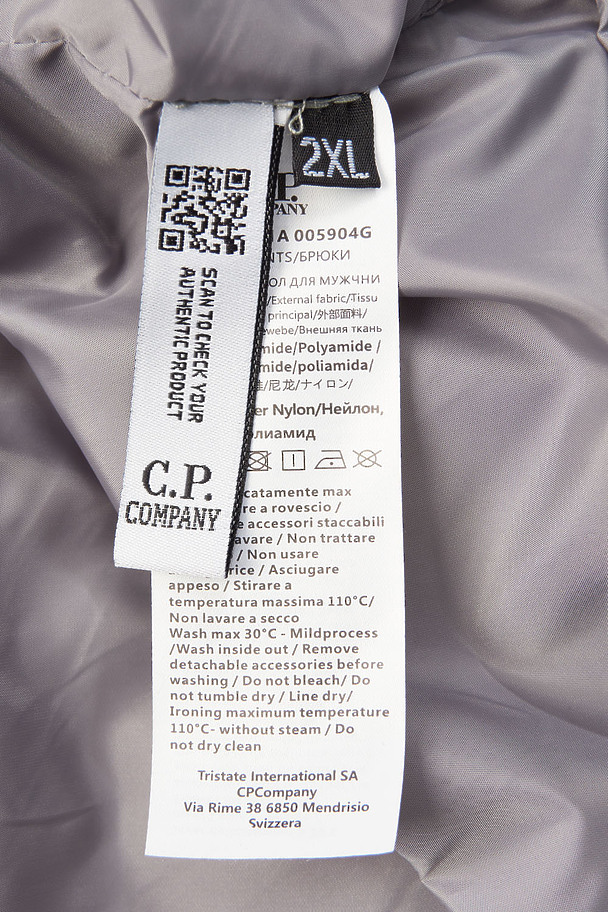 SCAN TO CHECK YOUR
AUTHENTIC PRODUCT
C.P.
COMPANY
2XL
P.
PANY
A 005904G
NTS/БРЮКИ
ОЛ ДЛЯ МУЖЧНИ
/External fabric/Tissu
principal/外部面料/
ewebe/Внешняя ткань
mide/Polyamide /
mide/poliamida/
/尼龙/ナイロン/
er Nylon/Нейлон,
олиамид
catamente max
re a rovescio /
e accessori staccabili
avare / Non trattare
/ Non usare
rice / Asciugare
appeso / Stirare a
temperatura massima 110°C/
Non lavare a secco
Wash max 30°C - Mildprocess
/Wash inside out / Remove
detachable accessories before
washing / Do not bleach/ Do
not tumble dry / Line dry/
Ironing maximum temperature
110°C- without steam / Do
not dry clean
Tristate International SA
CPCompany
Via Rime 38 6850 Mendrisio
Svizzera